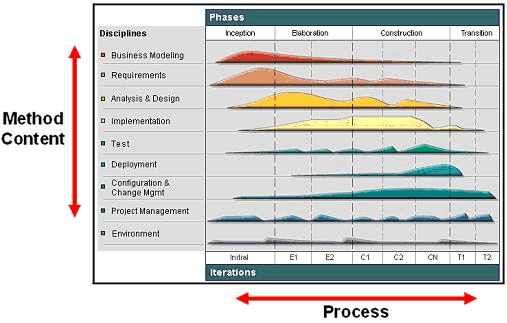 Phases
Disciplines
Inception Elaboration Construction Transition
Business Modeling
Requirements
Analysis & Design
Implementation
Test
Deployment
Configuration &
Change Mgmt
Project Management
Environment
Method
Content
Initial E1 E2 C1 C2 CN T1 T2
Iterations
Process